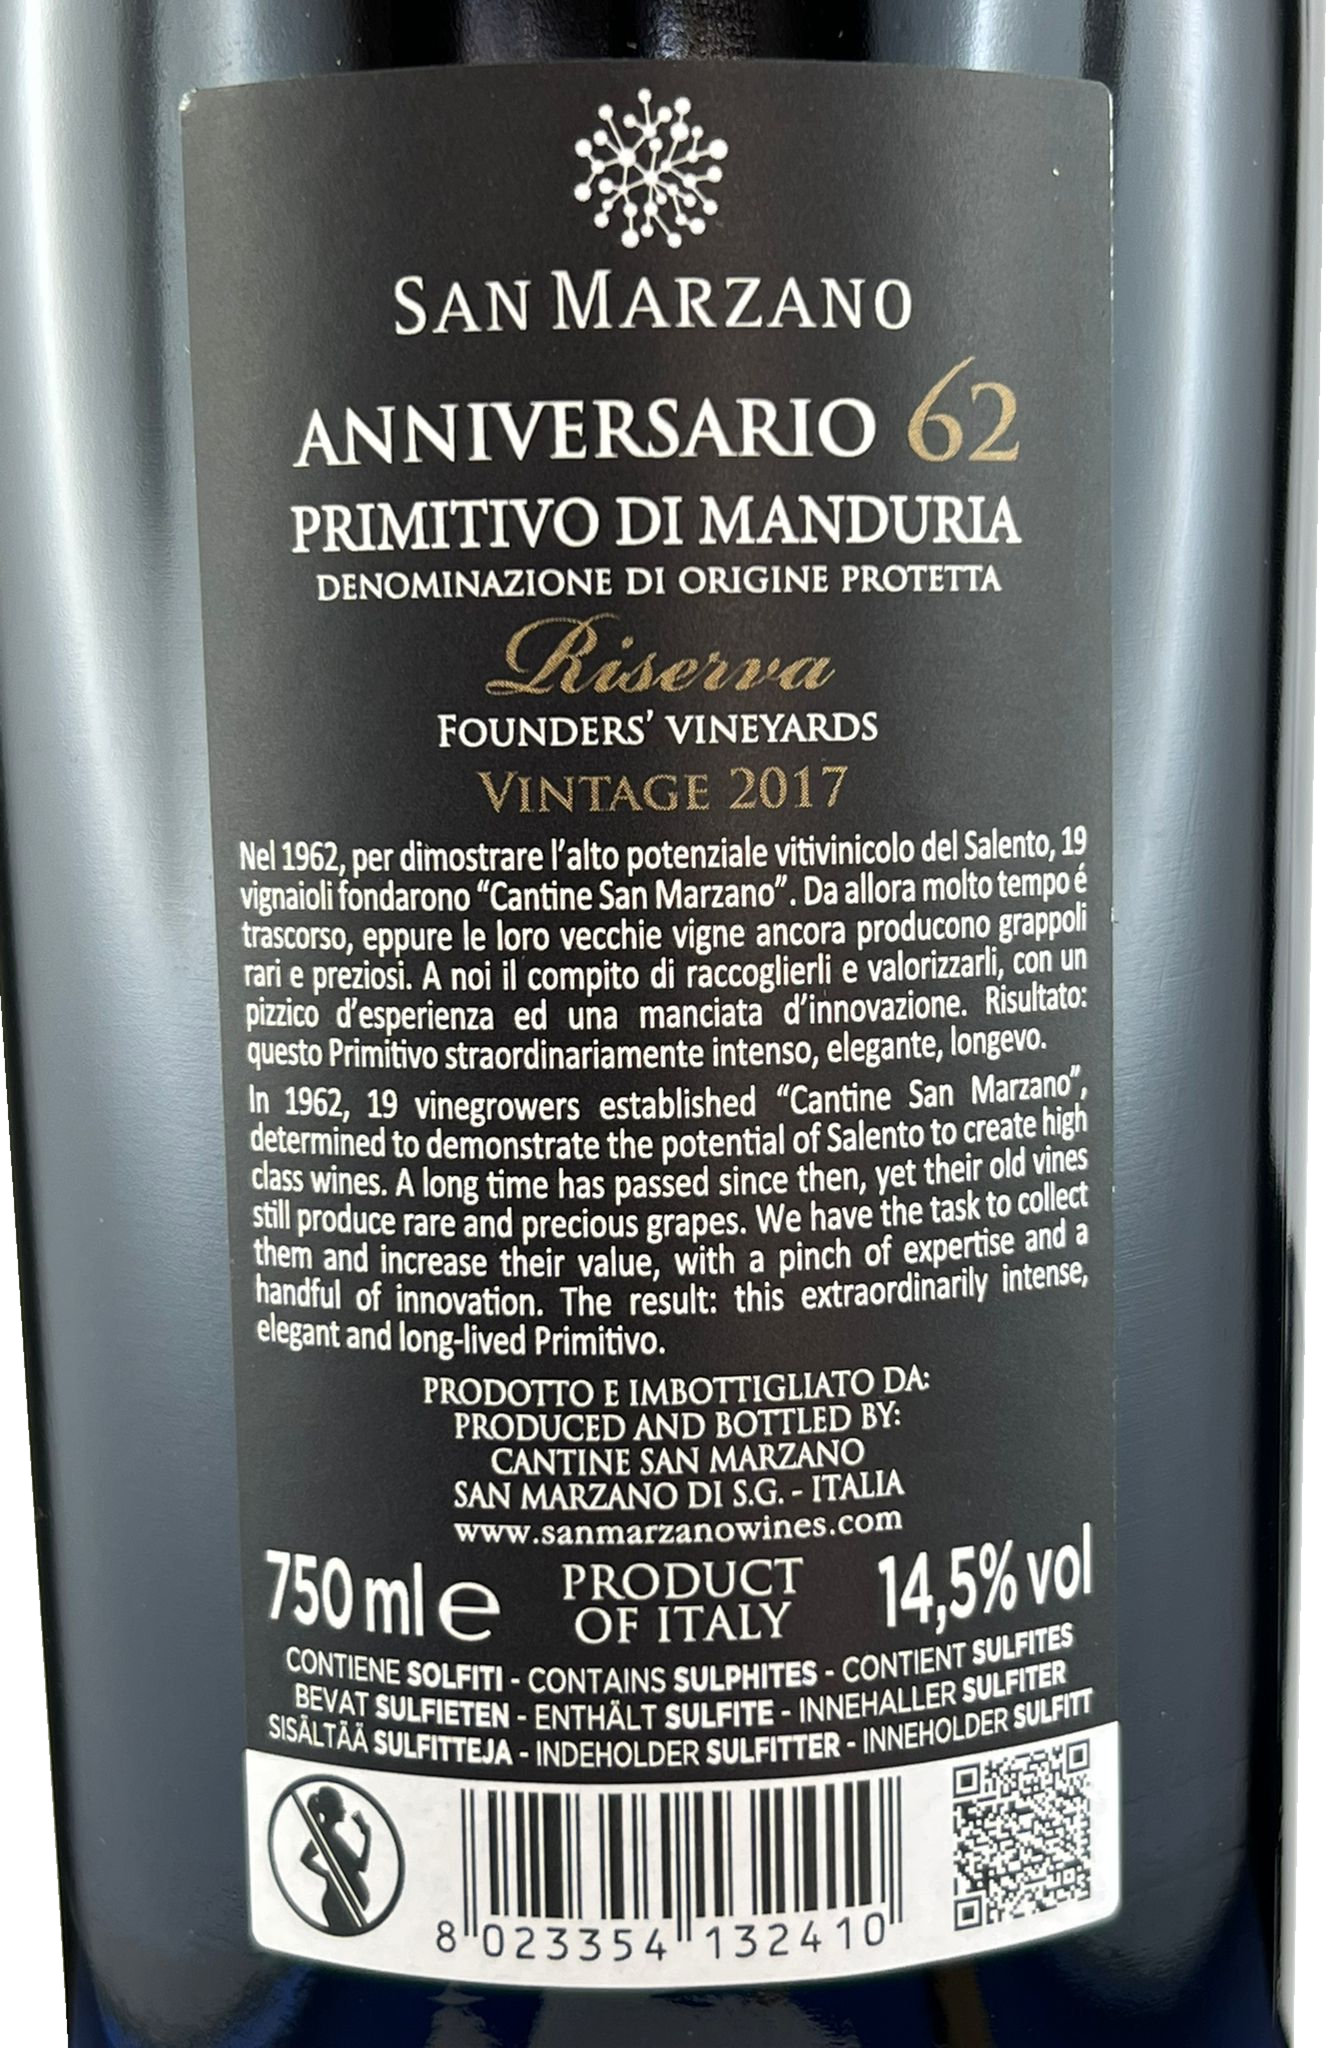 SAN MARZANO
ANNIVERSARIO 62
PRIMITIVO DI MANDURIA
DENOMINAZIONE DI ORIGINE PROTETTA
Riserva
FOUNDERS' VINEYARDS
VINTAGE 2017
Nel 1962, per dimostrare l'alto potenziale vitivinicolo del Salento, 19
vignaioli fondarono “Cantine San Marzano”. Da allora molto tempo é
trascorso, eppure le loro vecchie vigne ancora producono grappoli
rari e preziosi. A noi il compito di raccoglierli e valorizzarli, con un
pizzico d'esperienza ed una manciata d'innovazione. Risultato:
questo Primitivo straordinariamente intenso, elegante, longevo.
In 1962, 19 vinegrowers established “Cantine San Marzano”,
determined to demonstrate the potential of Salento to create high
class wines. A long time has passed since then, yet their old vines
still produce rare and precious grapes. We have the task to collect
them and increase their value, with a pinch of expertise and a
handful of innovation. The result: this extraordinarily intense,
elegant and long-lived Primitivo.
PRODOTTO E IMBOTTIGLIATO DA:
PRODUCED AND BOTTLED BY:
CANTINE SAN MARZANO
SAN MARZANO DI S.G. - ITALIA
www.sanmarzanowines.com
750 ml e PRODUCT OF ITALY 14,5% vol
CONTIENE SOLFITI - CONTAINS SULPHITES - CONTIENT SULFITES
BEVAT SULFIETEN - ENTHÄLT SULFITE - INNEHALLER SULFITER
SISÄLTÄÄ SULFITTEJA - INDEHOLDER SULFITTER - INNEHOLDER SULFITT
8 023354 132410